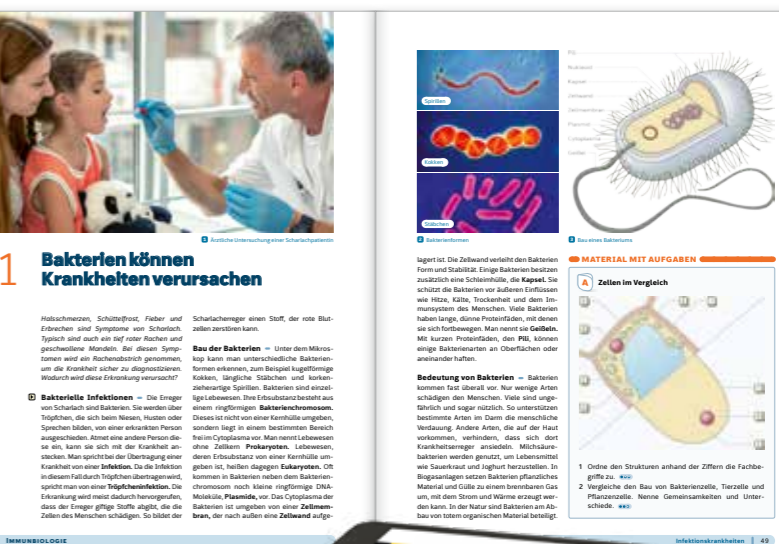 1 Ärztliche Untersuchung einer Scharlachpatientin
1
Bakterien können
Krankheiten verursachen
Halsschmerzen, Schüttelfrost, Fieber und
Erbrechen sind Symptome von Scharlach.
Typisch sind auch ein tief roter Rachen und
geschwollene Mandeln. Bei diesen Symp-
tomen wird ein Rachenabstrich genommen,
um die Krankheit sicher zu diagnostizieren.
Wodurch wird diese Erkrankung verursacht?
Bakterielle Infektionen – Die Erreger
von Scharlach sind Bakterien. Sie werden über
Tröpfchen, die sich beim Niesen, Husten oder
Sprechen bilden, von einer erkrankten Person
ausgeschieden. Atmet eine andere Person die-
se ein, kann sie sich mit der Krankheit an-
stecken. Man spricht bei der Übertragung einer
Krankheit von einer Infektion. Da die Infektion
in diesem Fall durch Tröpfchen übertragen wird,
spricht man von einer Tröpfcheninfektion. Die
Erkrankung wird meist dadurch hervorgerufen,
dass der Erreger giftige Stoffe abgibt, die die
Zellen des Menschen schädigen. So bildet der
Scharlacherreger einen Stoff, der rote Blut-
zellen zerstören kann.
Bau der Bakterien – Unter dem Mikros-
kop kann man unterschiedliche Bakterien-
formen erkennen, zum Beispiel kugelförmige
Kokken, längliche Stäbchen und korken-
zieherartige Spirillen. Bakterien sind einzel-
lige Lebewesen. Ihre Erbsubstanz besteht aus
einem ringförmigen Bakterienchromosom.
Dieses ist nicht von einer Kernhülle umgeben,
sondern liegt in einem bestimmten Bereich
frei im Cytoplasma vor. Man nennt Lebewesen
ohne Zellkern Prokaryoten. Lebewesen,
deren Erbsubstanz von einer Kernhülle um-
geben ist, heißen dagegen Eukaryoten. Oft
kommen in Bakterien neben dem Bakterien-
chromosom noch kleine ringförmige DNA-
Moleküle, Plasmide, vor. Das Cytoplasma der
Bakterien ist umgeben von einer Zellmem-
bran, der nach außen eine Zellwand aufge-
IMMUNBIOLOGIE
Spirillen
Kokken
Stäbchen
2 Bakterienformen
Pili
Kapsel
Zellwand
Zellmembran
Plasmid
Cytoplasma
Geißel
3 Bau eines Bakteriums
lagert ist. Die Zellwand verleiht den Bakterien
Form und Stabilität. Einige Bakterien besitzen
zusätzlich eine Schleimhülle, die Kapsel. Sie
schützt die Bakterien vor äußeren Einflüssen
wie Hitze, Kälte, Trockenheit und dem Im-
munsystem des Menschen. Viele Bakterien
haben lange, dünne Proteinfäden, mit denen
sie sich fortbewegen. Man nennt sie Geißeln.
Mit kurzen Proteinfäden, den Pili, können
einige Bakterienarten an Oberflächen oder
aneinander haften.
Bedeutung von Bakterien – Bakterien
kommen fast überall vor. Nur wenige Arten
schädigen den Menschen. Viele sind unge-
fährlich und sogar nützlich. So unterstützen
bestimmte Arten im Darm die menschliche
Verdauung. Andere Arten, die auf der Haut
vorkommen, verhindern, dass sich dort
Krankheitserreger ansiedeln. Milchsäure-
bakterien werden genutzt, um Lebensmittel
wie Sauerkraut und Joghurt herzustellen. In
Biogasanlagen setzen Bakterien pflanzliches
Material und Gülle zu einem brennbaren Gas
um, mit dem Strom und Wärme erzeugt wer-
den kann. In der Natur sind Bakterien am Ab-
bau von totem organischen Material beteiligt.
MATERIAL MIT AUFGABEN
A Zellen im Vergleich
1 Ordne den Strukturen anhand der Ziffern die Fachbe-
griffe zu.
2 Vergleiche den Bau von Bakterienzelle, Tierzelle und
Pflanzenzelle. Nenne Gemeinsamkeiten und Unter-
schiede.
Infektionskrankheiten | 49